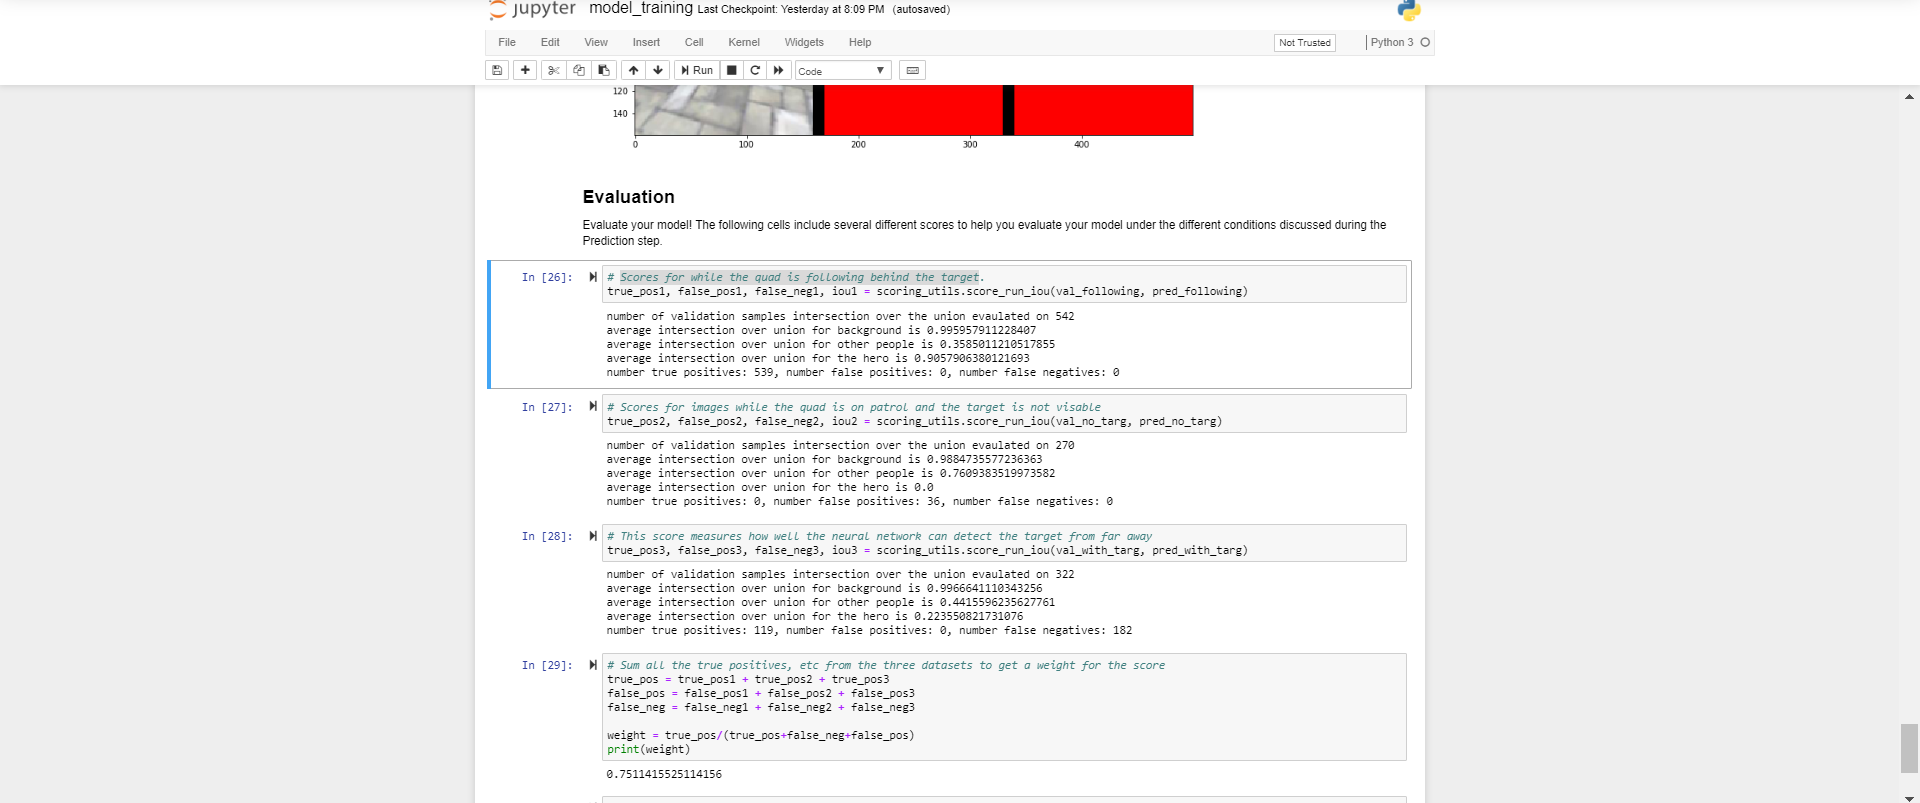 jupyter model_training Last Checkpoint: Yesterday at 8:09 PM (autosaved)
File Edit View Insert Cell Kernel Widgets Help Not Trusted Python 3
Run Code
120
140
0 100 200 300 400
Evaluation
Evaluate your model! The following cells include several different scores to help you evaluate your model under the different conditions discussed during the
Prediction step.
In [26]: # Scores for while the quad is following behind the target.
true_pos1, false_pos1, false_neg1, iou1 = scoring_utils.score_run_iou(val_following, pred_following)
number of validation samples intersection over the union evaulated on 542
average intersection over union for background is 0.995957911228407
average intersection over union for other people is 0.3585011210517855
average intersection over union for the hero is 0.9057906380121693
number true positives: 539, number false positives: 0, number false negatives: 0
In [27]: # Scores for images while the quad is on patrol and the target is not visable
true_pos2, false_pos2, false_neg2, iou2 = scoring_utils.score_run_iou(val_no_targ, pred_no_targ)
number of validation samples intersection over the union evaulated on 270
average intersection over union for background is 0.9884735577236363
average intersection over union for other people is 0.7609383519973582
average intersection over union for the hero is 0.0
number true positives: 0, number false positives: 36, number false negatives: 0
In [28]: # This score measures how well the neural network can detect the target from far away
true_pos3, false_pos3, false_neg3, iou3 = scoring_utils.score_run_iou(val_with_targ, pred_with_targ)
number of validation samples intersection over the union evaulated on 322
average intersection over union for background is 0.9966641110343256
average intersection over union for other people is 0.4415596235627761
average intersection over union for the hero is 0.223550821731076
number true positives: 119, number false positives: 0, number false negatives: 182
In [29]: # Sum all the true positives, etc from the three datasets to get a weight for the score
true_pos = true_pos1 + true_pos2 + true_pos3
false_pos = false_pos1 + false_pos2 + false_pos3
false_neg = false_neg1 + false_neg2 + false_neg3
weight = true_pos/(true_pos+false_neg+false_pos)
print(weight)
0.7511415525114156